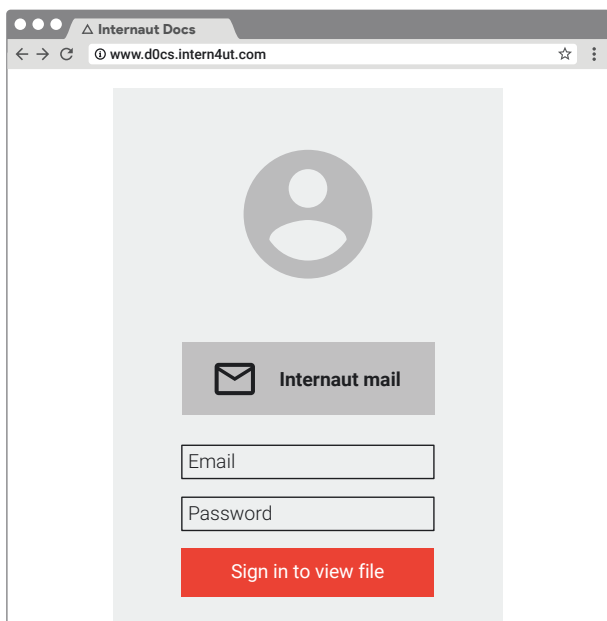 Internaut Docs
www.d0cs.intern4ut.com
Internaut mail
Email
Password
Sign in to view file